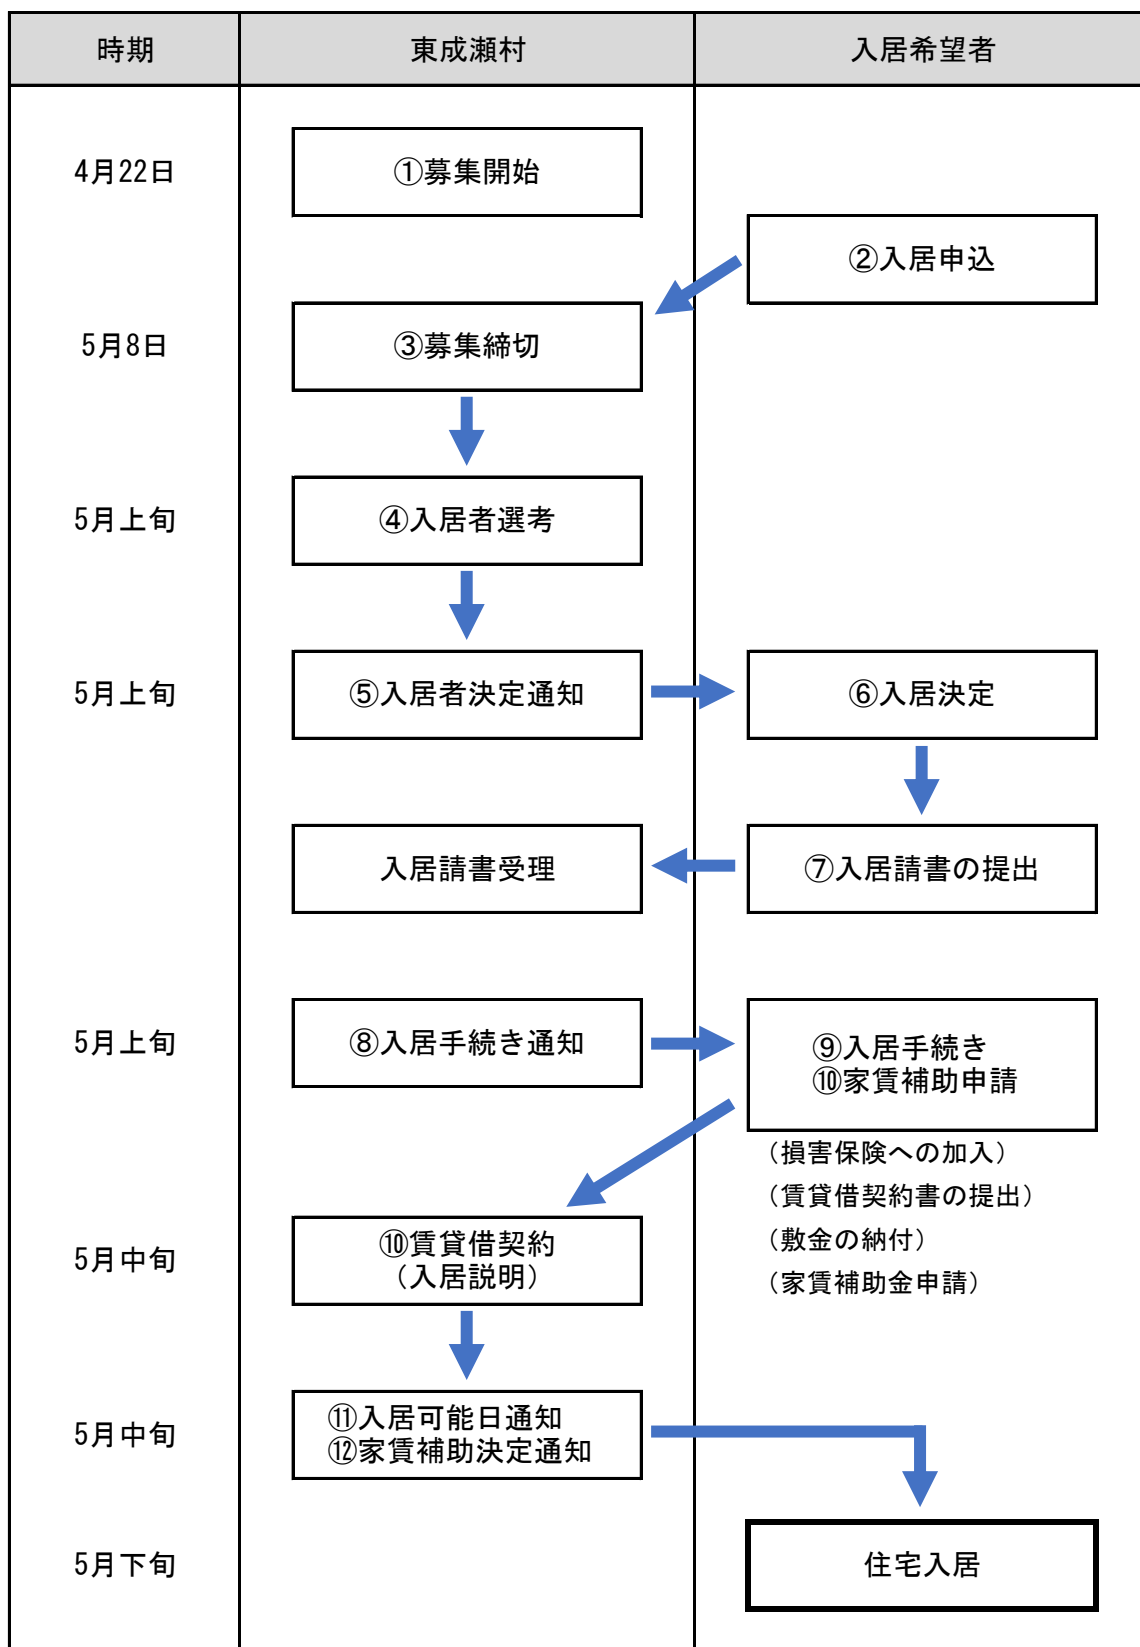 時期 東成瀬村 入居希望者
4月22日 ①募集開始
②入居申込
5月8日 ③募集締切
5月上旬 ④入居者選考
5月上旬 ⑤入居者決定通知 ⑥入居決定
入居請書受理 ⑦入居請書の提出
5月上旬 ⑧入居手続き通知 ⑨入居手続き
⑩家賃補助申請
（損害保険への加入）
（賃貸借契約書の提出）
（敷金の納付）
（家賃補助金申請）
5月中旬 ⑩賃貸借契約
（入居説明）
5月中旬 ⑪入居可能日通知
⑫家賃補助決定通知
5月下旬 住宅入居